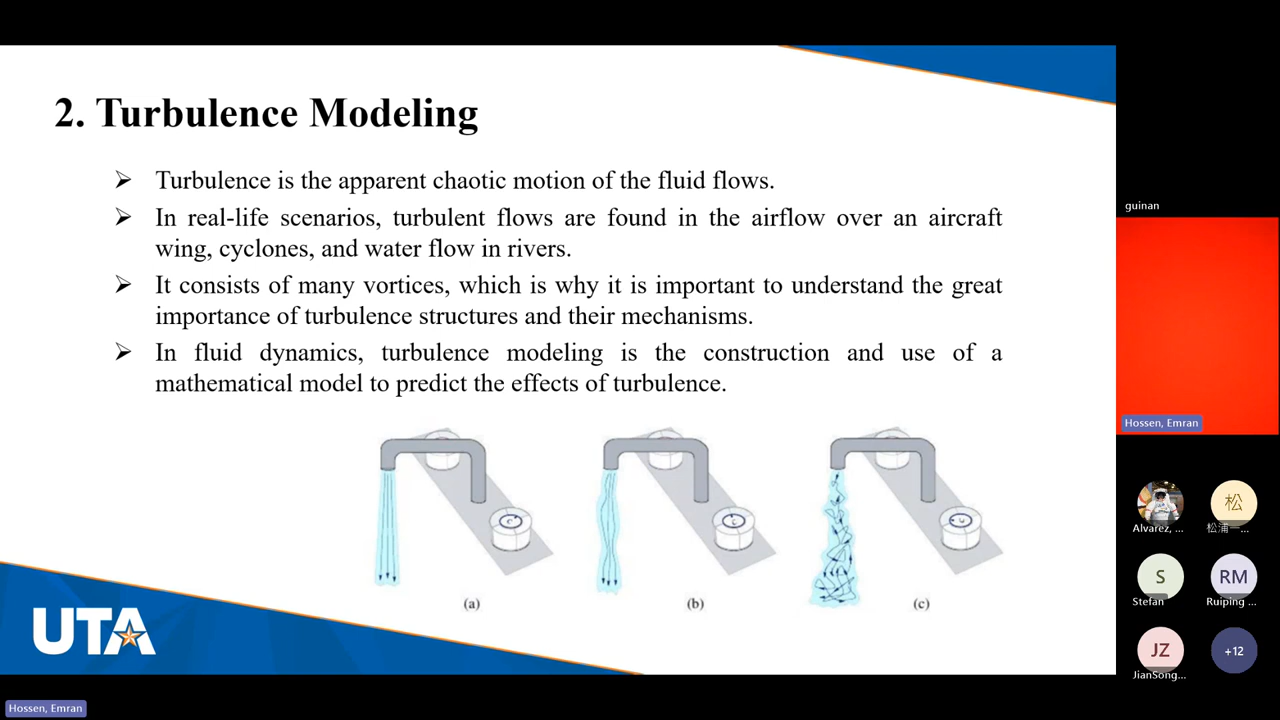 2. Turbulence Modeling
➢ Turbulence is the apparent chaotic motion of the fluid flows.
➢ In real-life scenarios, turbulent flows are found in the airflow over an aircraft
wing, cyclones, and water flow in rivers.
➢ It consists of many vortices, which is why it is important to understand the great
importance of turbulence structures and their mechanisms.
➢ In fluid dynamics, turbulence modeling is the construction and use of a
mathematical model to predict the effects of turbulence.
(a)
(b)
(c)
UTA
Hossen, Emran
guinan
Hossen, Emran
Alvarez, ...
松
松浦一...
S
Stefan
RM
Ruiping ...
JZ
JianSong...
+12